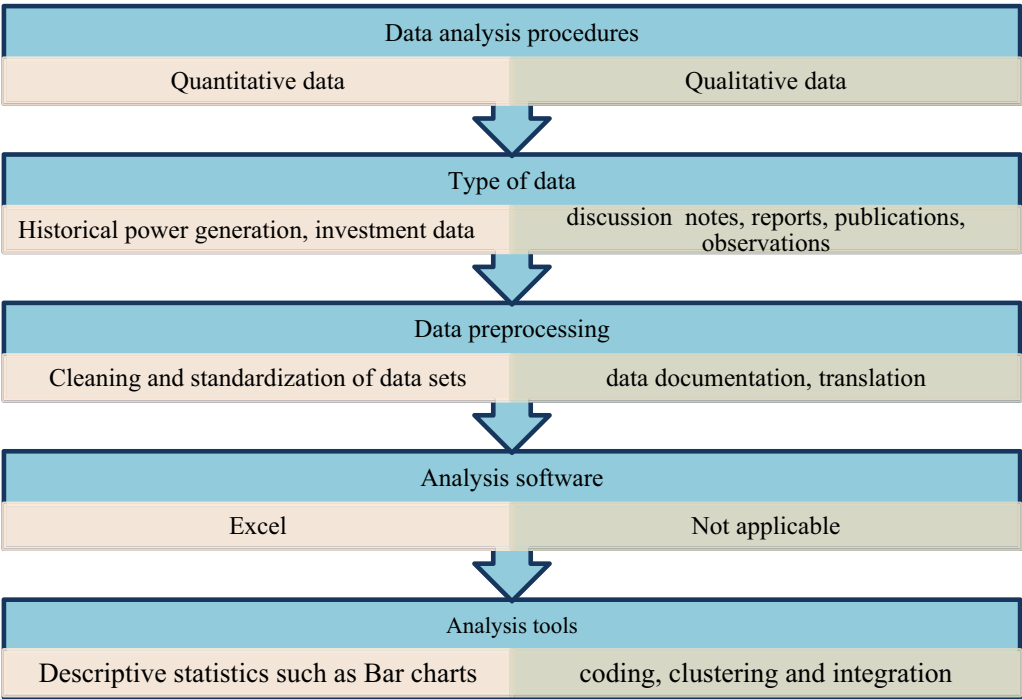 Data analysis procedures
Quantitative data
Qualitative data
Type of data
Historical power generation, investment data
discussion notes, reports, publications,
observations
Data preprocessing
Cleaning and standardization of data sets
data documentation, translation
Analysis software
Excel
Not applicable
Analysis tools
Descriptive statistics such as Bar charts
coding, clustering and integration